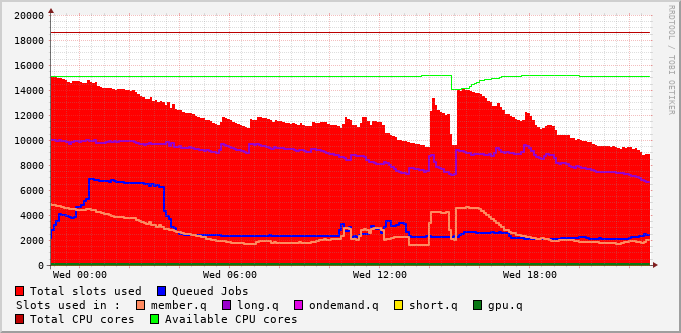 20000
18000
16000
14000
12000
10000
8000
6000
4000
2000
0
Wed 00:00 Wed 06:00 Wed 12:00 Wed 18:00
RRDTOOL / TOBI OETIKER
Total slots used Queued Jobs
Slots used in : member.q long.q ondemand.q short.q gpu.q
Total CPU cores Available CPU cores